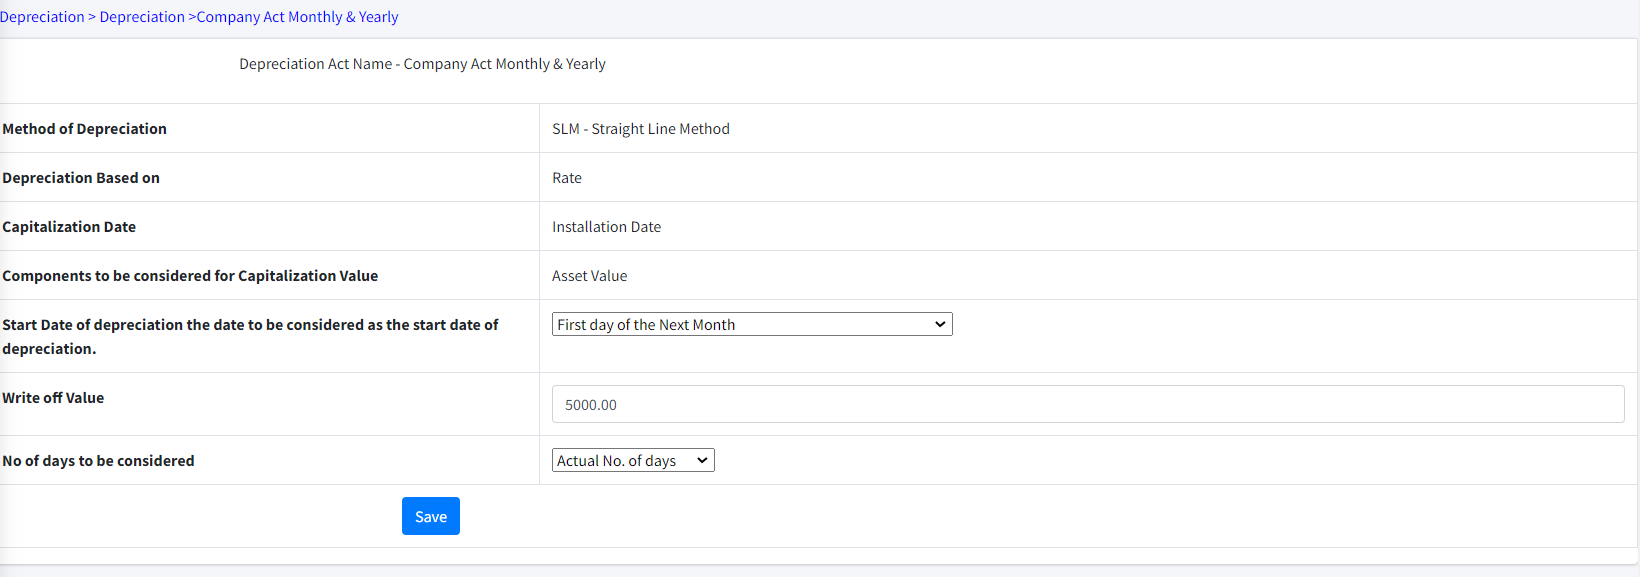 Depreciation > Depreciation >Company Act Monthly & Yearly
Depreciation Act Name - Company Act Monthly & Yearly
Method of Depreciation
SLM - Straight Line Method
Depreciation Based on
Rate
Capitalization Date
Installation Date
Components to be considered for Capitalization Value
Asset Value
Start Date of depreciation the date to be considered as the start date of
depreciation.
First day of the Next Month
Write off Value
5000.00
No of days to be considered
Actual No. of days
Save